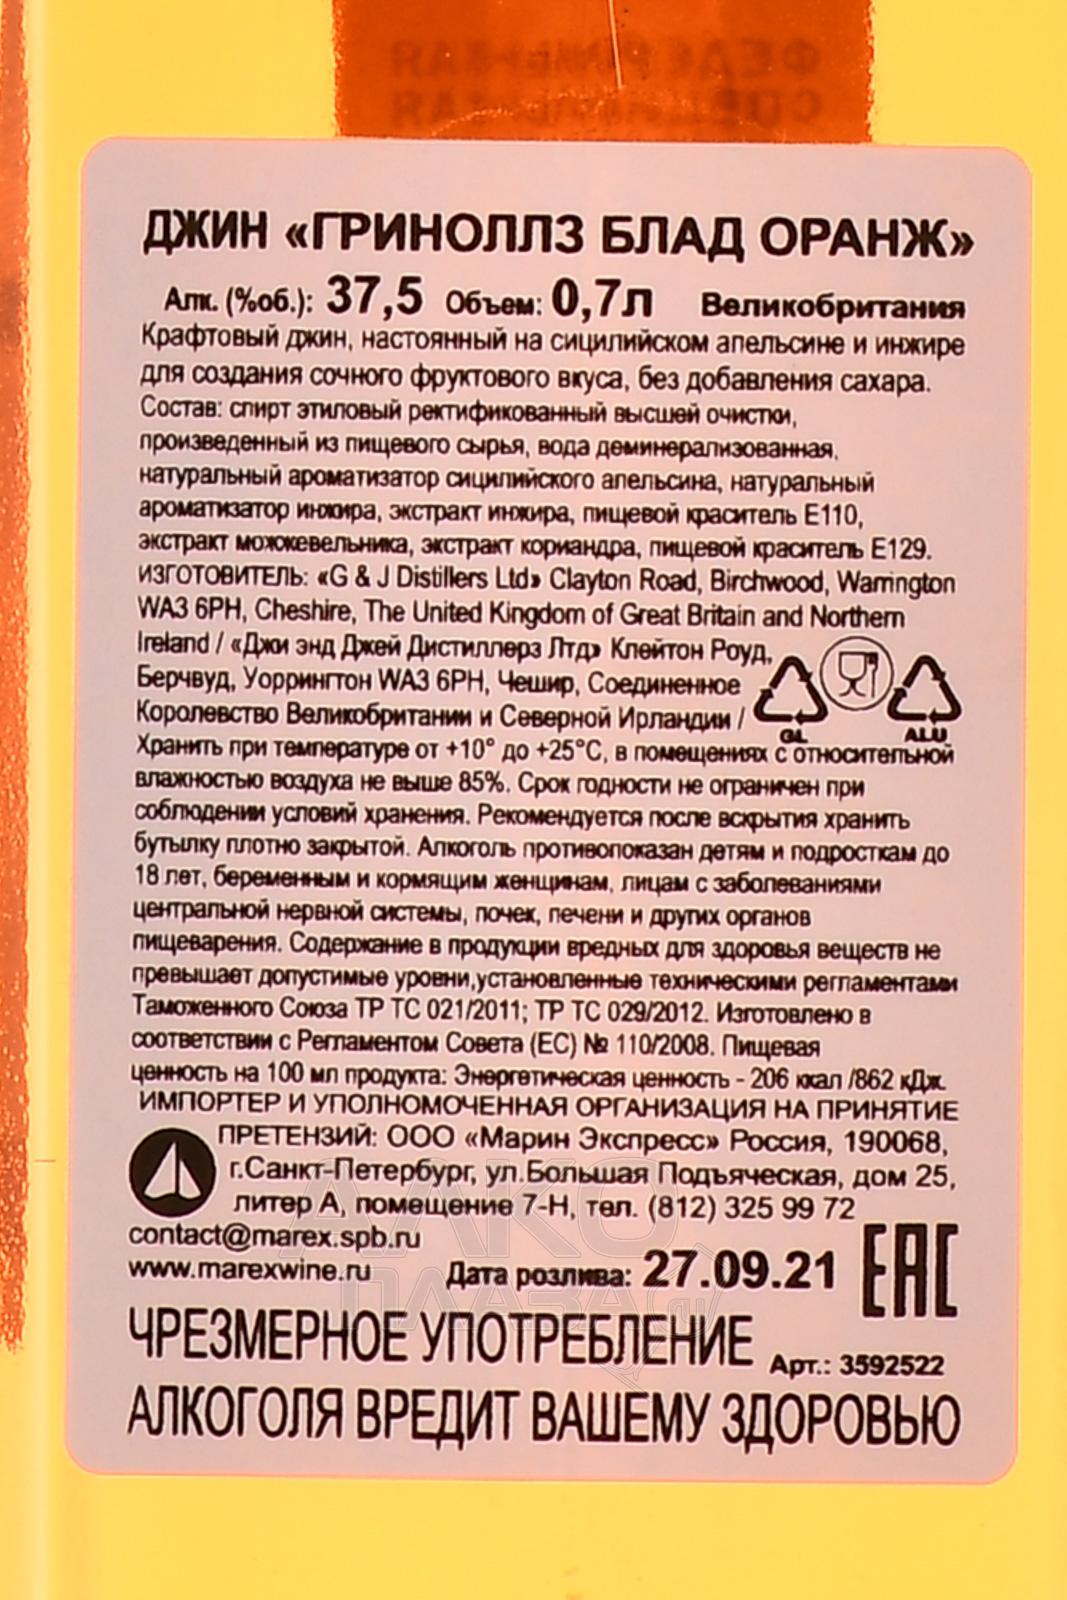 ФЕДЕРАЛЬНАЯ
СПЕЦИАЛЬНАЯ
ДЖИН «ГРИНОЛЛЗ БЛАД ОРАНЖ»
Алк. (%об.): 37,5 Объем: 0,7л Великобритания
Крафтовый джин, настоянный на сицилийском апельсине и инжире
для создания сочного фруктового вкуса, без добавления сахара.
Состав: спирт этиловый ректификованный высшей очистки,
произведенный из пищевого сырья, вода деминерализованная,
натуральный ароматизатор сицилийского апельсина, натуральный
ароматизатор инжира, экстракт инжира, пищевой краситель Е110,
экстракт можжевельника, экстракт кориандра, пищевой краситель Е129.
ИЗГОТОВИТЕЛЬ: «G & J Distillers Ltd» Clayton Road, Birchwood, Warrington
WA3 6PH, Cheshire, The United Kingdom of Great Britain and Northern
Ireland / «Джи энд Джей Дистиллерз Лтд» Клейтон Роуд,
Берчвуд, Уоррингтон WA3 6PH, Чешир, Соединенное
Королевство Великобритании и Северной Ирландии /
GL ALU
Хранить при температуре от +10° до +25°С, в помещениях с относительной
влажностью воздуха не выше 85%. Срок годности не ограничен при
соблюдении условий хранения. Рекомендуется после вскрытия хранить
бутылку плотно закрытой. Алкоголь противопоказан детям и подросткам до
18 лет, беременным и кормящим женщинам, лицам с заболеваниями
центральной нервной системы, почек, печени и других органов
пищеварения. Содержание в продукции вредных для здоровья веществ не
превышает допустимые уровни,установленные техническими регламентами
Таможенного Союза ТР ТС 021/2011; ТР ТС 029/2012. Изготовлено в
соответствии с Регламентом Совета (ЕС) № 110/2008. Пищевая
ценность на 100 мл продукта: Энергетическая ценность - 206 ккал /862 кДж.
ИМПОРТЕР И УПОЛНОМОЧЕННАЯ ОРГАНИЗАЦИЯ НА ПРИНЯТИЕ
ПРЕТЕНЗИЙ: ООО «Марин Экспресс» Россия, 190068,
г.Санкт-Петербург, ул.Большая Подъяческая, дом 25,
литер А, помещение 7-Н, тел. (812) 325 99 72
contact@marex.spb.ru
www.marexwine.ru Дата розлива: 27.09.21 EAC
АЛКО
ПЛАЗА.ru
ЧРЕЗМЕРНОЕ УПОТРЕБЛЕНИЕ Арт.: 3592522
АЛКОГОЛЯ ВРЕДИТ ВАШЕМУ ЗДОРОВЬЮ